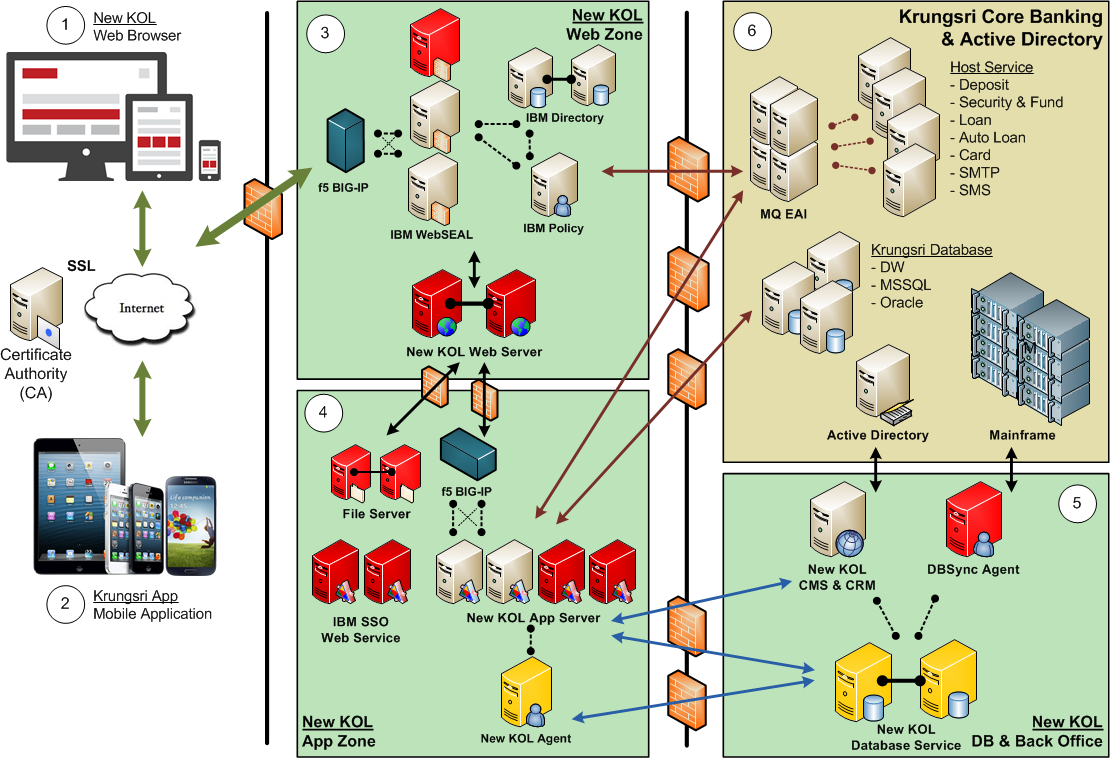 1
New KOL
Web Browser
SSL
Internet
Certificate
Authority
(CA)
2
Krungsri App
Mobile Application
3
New KOL
Web Zone
IBM Directory
f5 BIG-IP
IBM WebSEAL
IBM Policy
New KOL Web Server
4
File Server
f5 BIG-IP
IBM SSO
Web Service
New KOL App Server
New KOL Agent
New KOL
App Zone
6
Krungsri Core Banking
& Active Directory
Host Service
- Deposit
- Security & Fund
- Loan
- Auto Loan
- Card
- SMTP
- SMS
MQ EAI
Krungsri Database
- DW
- MSSQL
- Oracle
M
Active Directory
Mainframe
5
New KOL
CMS & CRM
DBSync Agent
New KOL
Database Service
New KOL
DB & Back Office